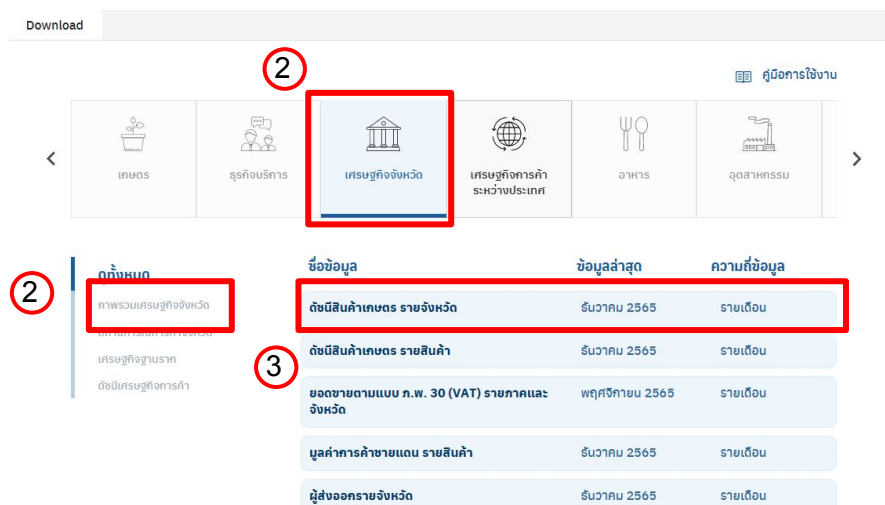 Download
2
คู่มือการใช้งาน
เกษตร
ธุรกิจบริการ
เศรษฐกิจจังหวัด
เศรษฐกิจการค้า
ระหว่างประเทศ
อาหาร
อุตสาหกรรม
ดูทั้งหมด
2
ภาพรวมเศรษฐกิจจังหวัด
เศรษฐกิจฐานราก
ดัชนีเศรษฐกิจการค้า
3
ชื่อข้อมูล ข้อมูลล่าสุด ความถี่ข้อมูล
ดัชนีสินค้าเกษตร รายจังหวัด ธันวาคม 2565 รายเดือน
ดัชนีสินค้าเกษตร รายสินค้า ธันวาคม 2565 รายเดือน
ยอดขายตามแบบ ภ.พ. 30 (VAT) รายภาคและ พฤศจิกายน 2565 รายเดือน
จังหวัด
มูลค่าการค้าชายแดน รายสินค้า ธันวาคม 2565 รายเดือน
ผู้ส่งออกรายจังหวัด ธันวาคม 2565 รายเดือน